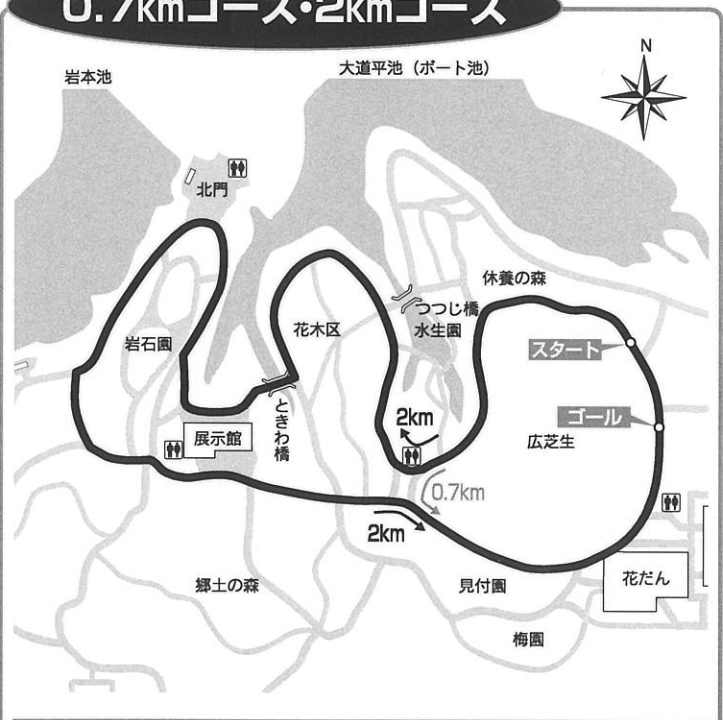 0.7kmコース・2kmコース
岩本池
大道平池（ボート池）
N
北門
休養の森
つつじ橋
水生園
花木区
岩石園
スタート
ゴール
ときわ橋
2km
広芝生
展示館
0.7km
2km
花だん
郷土の森
見付園
梅園